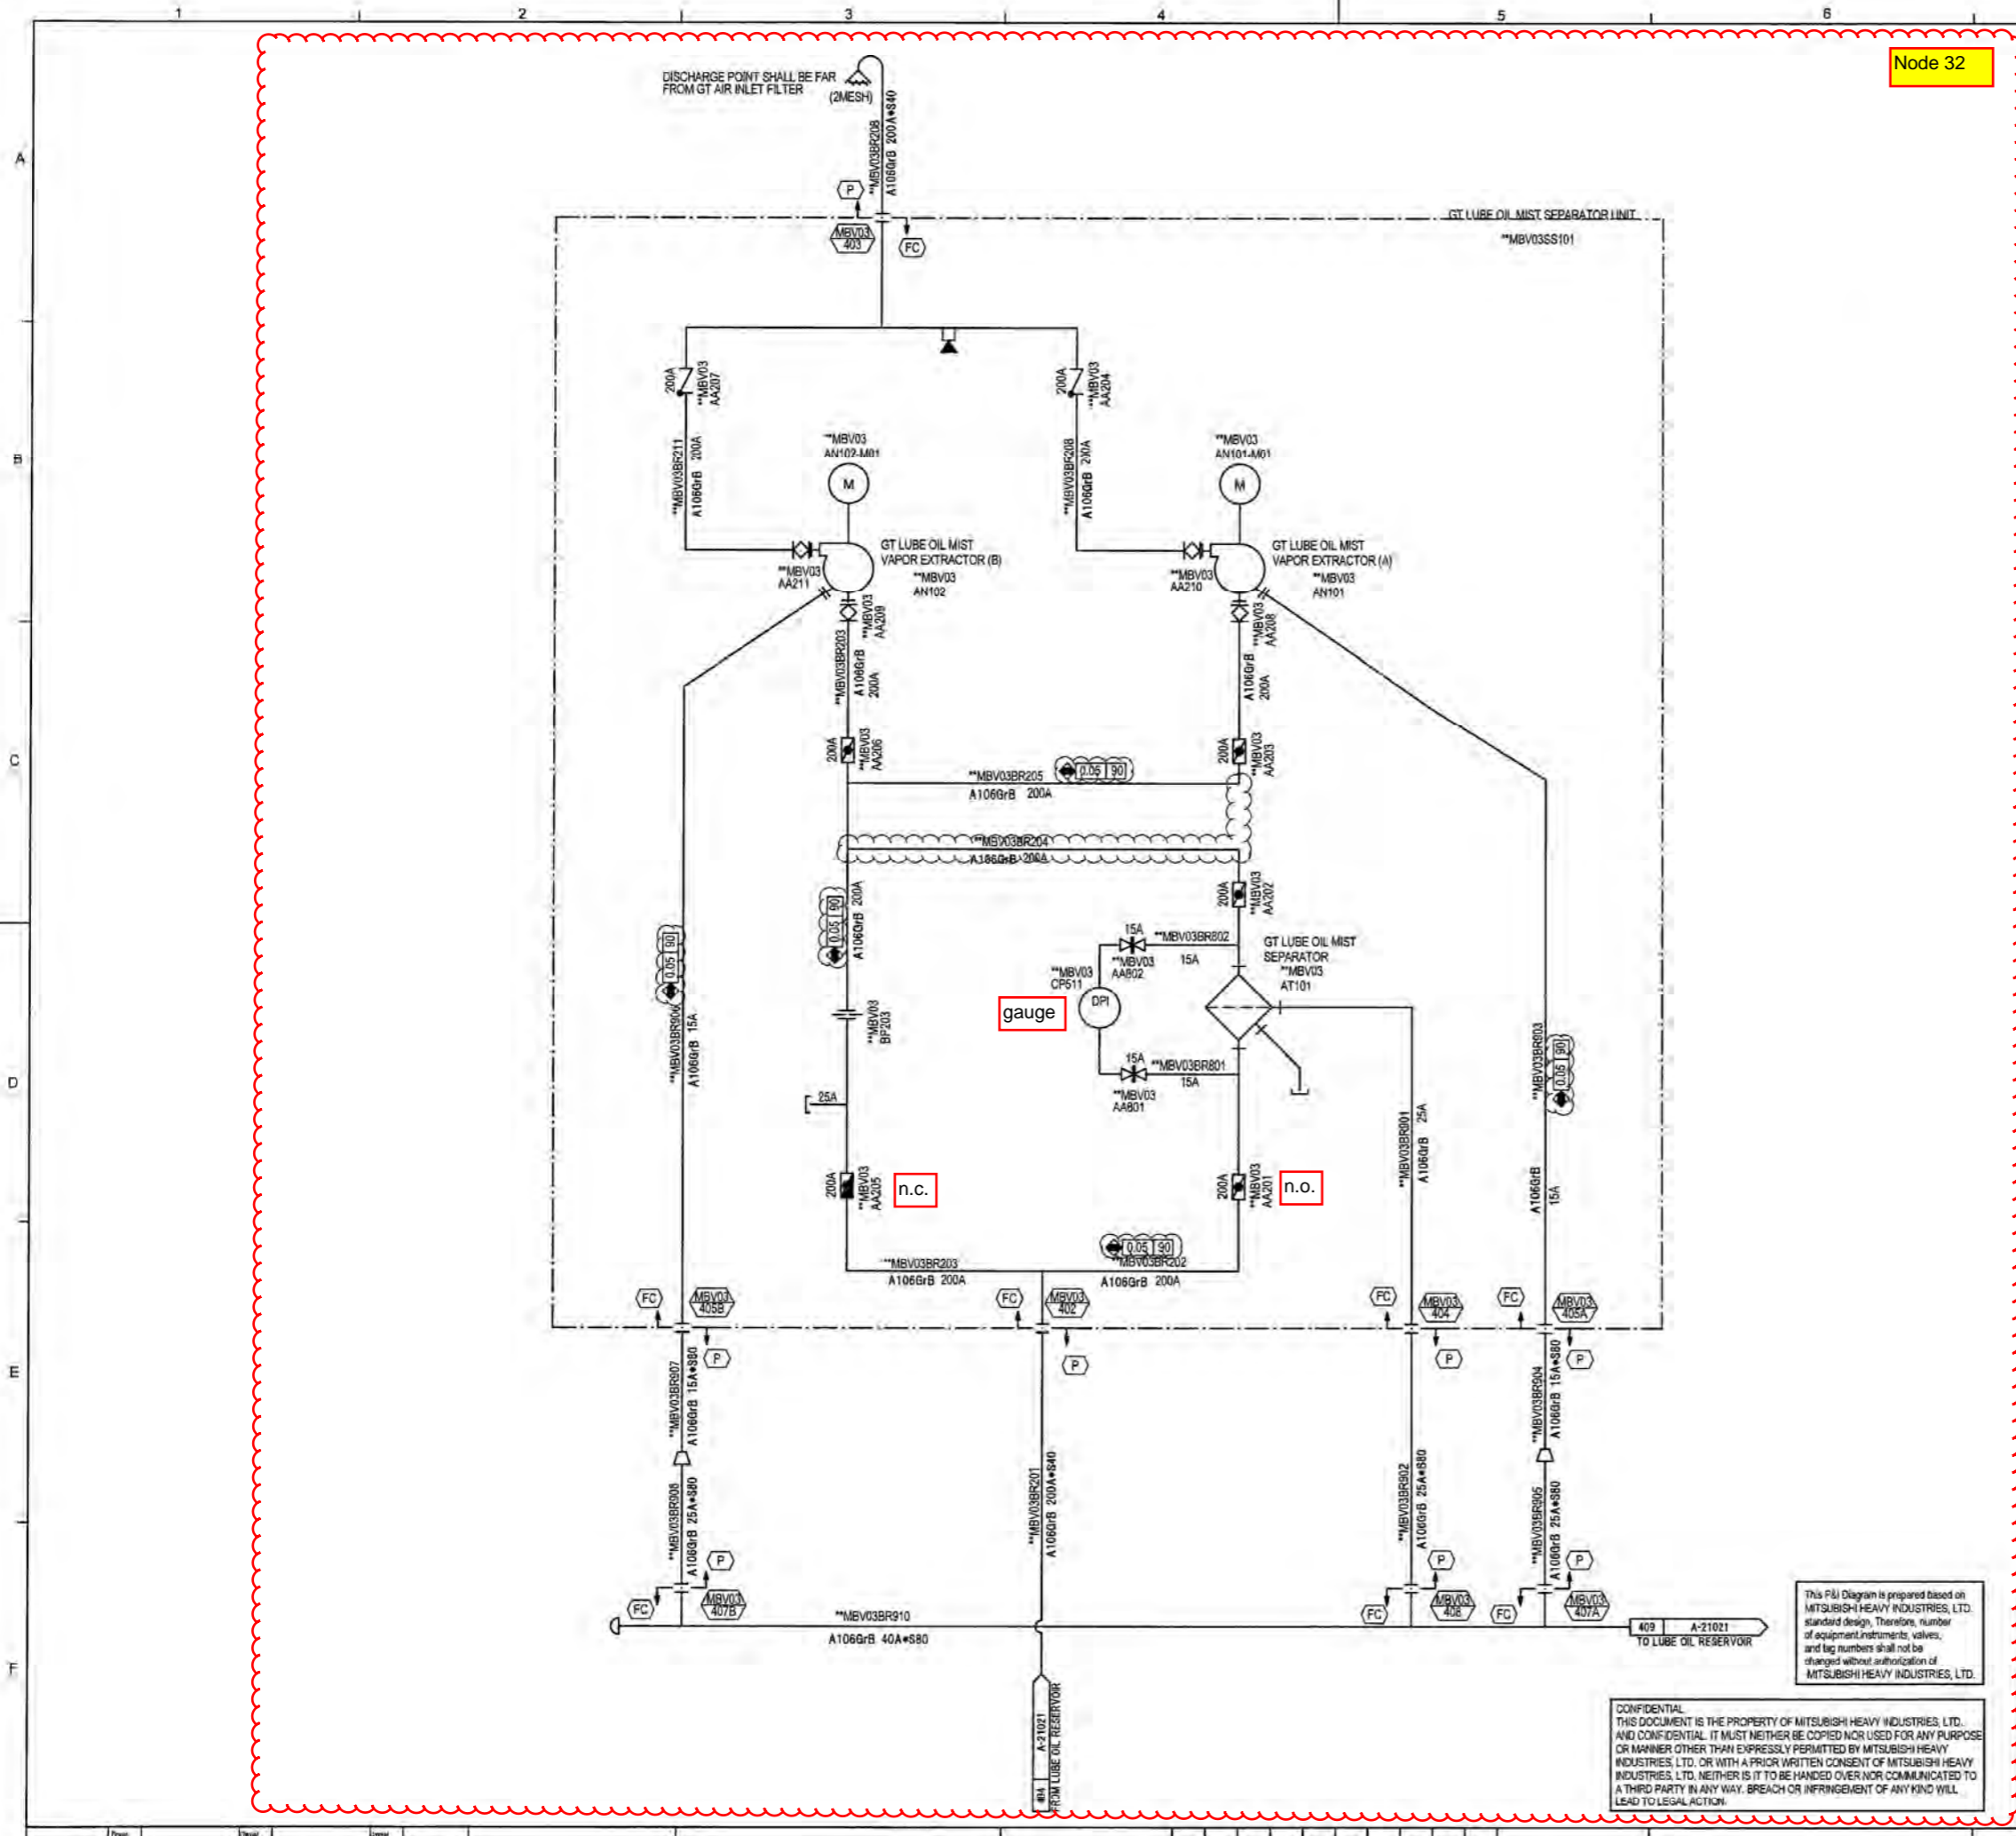 1 2 3 4 5 6
A
B
C
D
E
F
Node 32
DISCHARGE POINT SHALL BE FAR
FROM GT AIR INLET FILTER
(2MESH)
**MBV03BR208
A106GrB 200A*S40
P
MBV03
403
FC
GT LUBE OIL MIST SEPARATOR UNIT
**MBV03SS101
200A
**MBV03
AA207
200A
**MBV03
AA204
**MBV03BR211
A106GrB 200A
**MBV03
AN102-M01
M
**MBV03BR208
A106GrB 200A
**MBV03
AN101-M01
M
GT LUBE OIL MIST
VAPOR EXTRACTOR (B)
**MBV03
AN102
**MBV03
AA211
GT LUBE OIL MIST
VAPOR EXTRACTOR (A)
**MBV03
AN101
**MBV03
AA210
**MBV03
AA209
**MBV03BR203
A106GrB
200A
**MBV03
AA208
A106GrB
200A
200A
**MBV03
AA206
200A
**MBV03
AA203
**MBV03BR205
0.05 90
A106GrB 200A
**MBV03BR204
A106GrB 200A
0.05 90
A106GrB 200A
200A
**MBV03
AA202
0.05 90
**MBV03BR906
A106GrB 15A
15A
**MBV03BR802
15A
**MBV03
AA802
GT LUBE OIL MIST
SEPARATOR
**MBV03
AT101
**MBV03
CP511
DPI
gauge
**MBV03
BP203
15A
**MBV03BR801
15A
**MBV03
AA801
25A
**MBV03BR901
A106GrB 25A
**MBV03BR903
0.05 90
A106GrB
15A
200A
**MBV03
AA205
n.c.
200A
**MBV03
AA201
n.o.
**MBV03BR203
A106GrB 200A
0.05 90
**MBV03BR202
A106GrB 200A
FC
MBV03
405B
P
FC
MBV03
402
P
FC
MBV03
404
P
FC
MBV03
405A
P
**MBV03BR907
A106GrB 15A*S80
**MBV03BR908
A106GrB 25A*S80
**MBV03BR201
A106GrB 200A*S40
**MBV03BR902
A106GrB 25A*S80
**MBV03BR904
A106GrB 15A*S80
**MBV03BR905
A106GrB 25A*S80
P
FC
MBV03
407B
P
FC
MBV03
408
P
FC
MBV03
407A
**MBV03BR910
A106GrB 40A*S80
409 A-21021
TO LUBE OIL RESERVOIR
A-21021
FROM LUBE OIL RESERVOIR
This P&I Diagram is prepared based on
MITSUBISHI HEAVY INDUSTRIES, LTD.
standard design, Therefore, number
of equipment,instruments, valves,
and tag numbers shall not be
changed without authorization of
MITSUBISHI HEAVY INDUSTRIES, LTD.
CONFIDENTIAL
THIS DOCUMENT IS THE PROPERTY OF MITSUBISHI HEAVY INDUSTRIES, LTD.
AND CONFIDENTIAL. IT MUST NEITHER BE COPIED NOR USED FOR ANY PURPOSE
OR MANNER OTHER THAN EXPRESSLY PERMITTED BY MITSUBISHI HEAVY
INDUSTRIES, LTD. OR WITH A PRIOR WRITTEN CONSENT OF MITSUBISHI HEAVY
INDUSTRIES, LTD. NEITHER IS IT TO BE HANDED OVER NOR COMMUNICATED TO
A THIRD PARTY IN ANY WAY. BREACH OR INFRINGEMENT OF ANY KIND WILL
LEAD TO LEGAL ACTION.